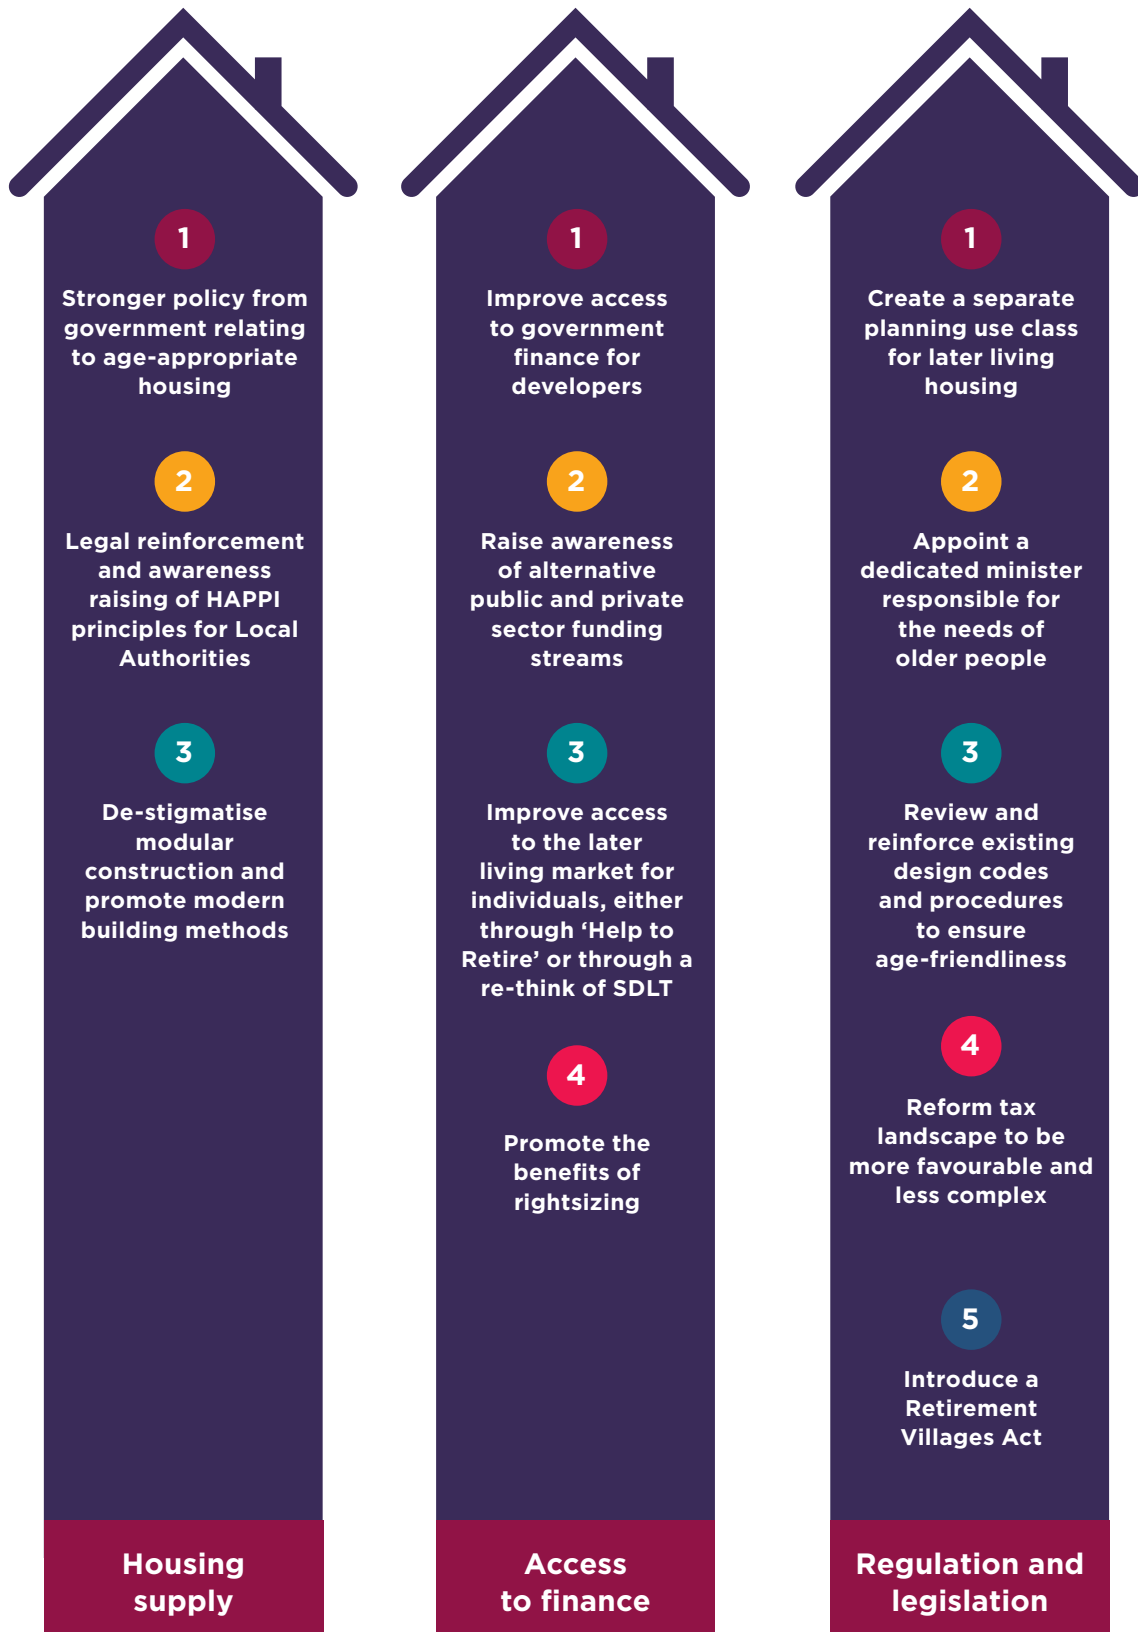 1
Stronger policy from
government relating
to age-appropriate
housing
2
Legal reinforcement
and awareness
raising of HAPPI
principles for Local
Authorities
3
De-stigmatise
modular
construction and
promote modern
building methods
Housing
supply
1
Improve access
to government
finance for
developers
2
Raise awareness
of alternative
public and private
sector funding
streams
3
Improve access
to the later
living market for
individuals, either
through ‘Help to
Retire’ or through a
re-think of SDLT
4
Promote the
benefits of
rightsizing
Access
to finance
1
Create a separate
planning use class
for later living
housing
2
Appoint a
dedicated minister
responsible for
the needs of
older people
3
Review and
reinforce existing
design codes
and procedures
to ensure
age-friendliness
4
Reform tax
landscape to be
more favourable and
less complex
5
Introduce a
Retirement
Villages Act
Regulation and
legislation